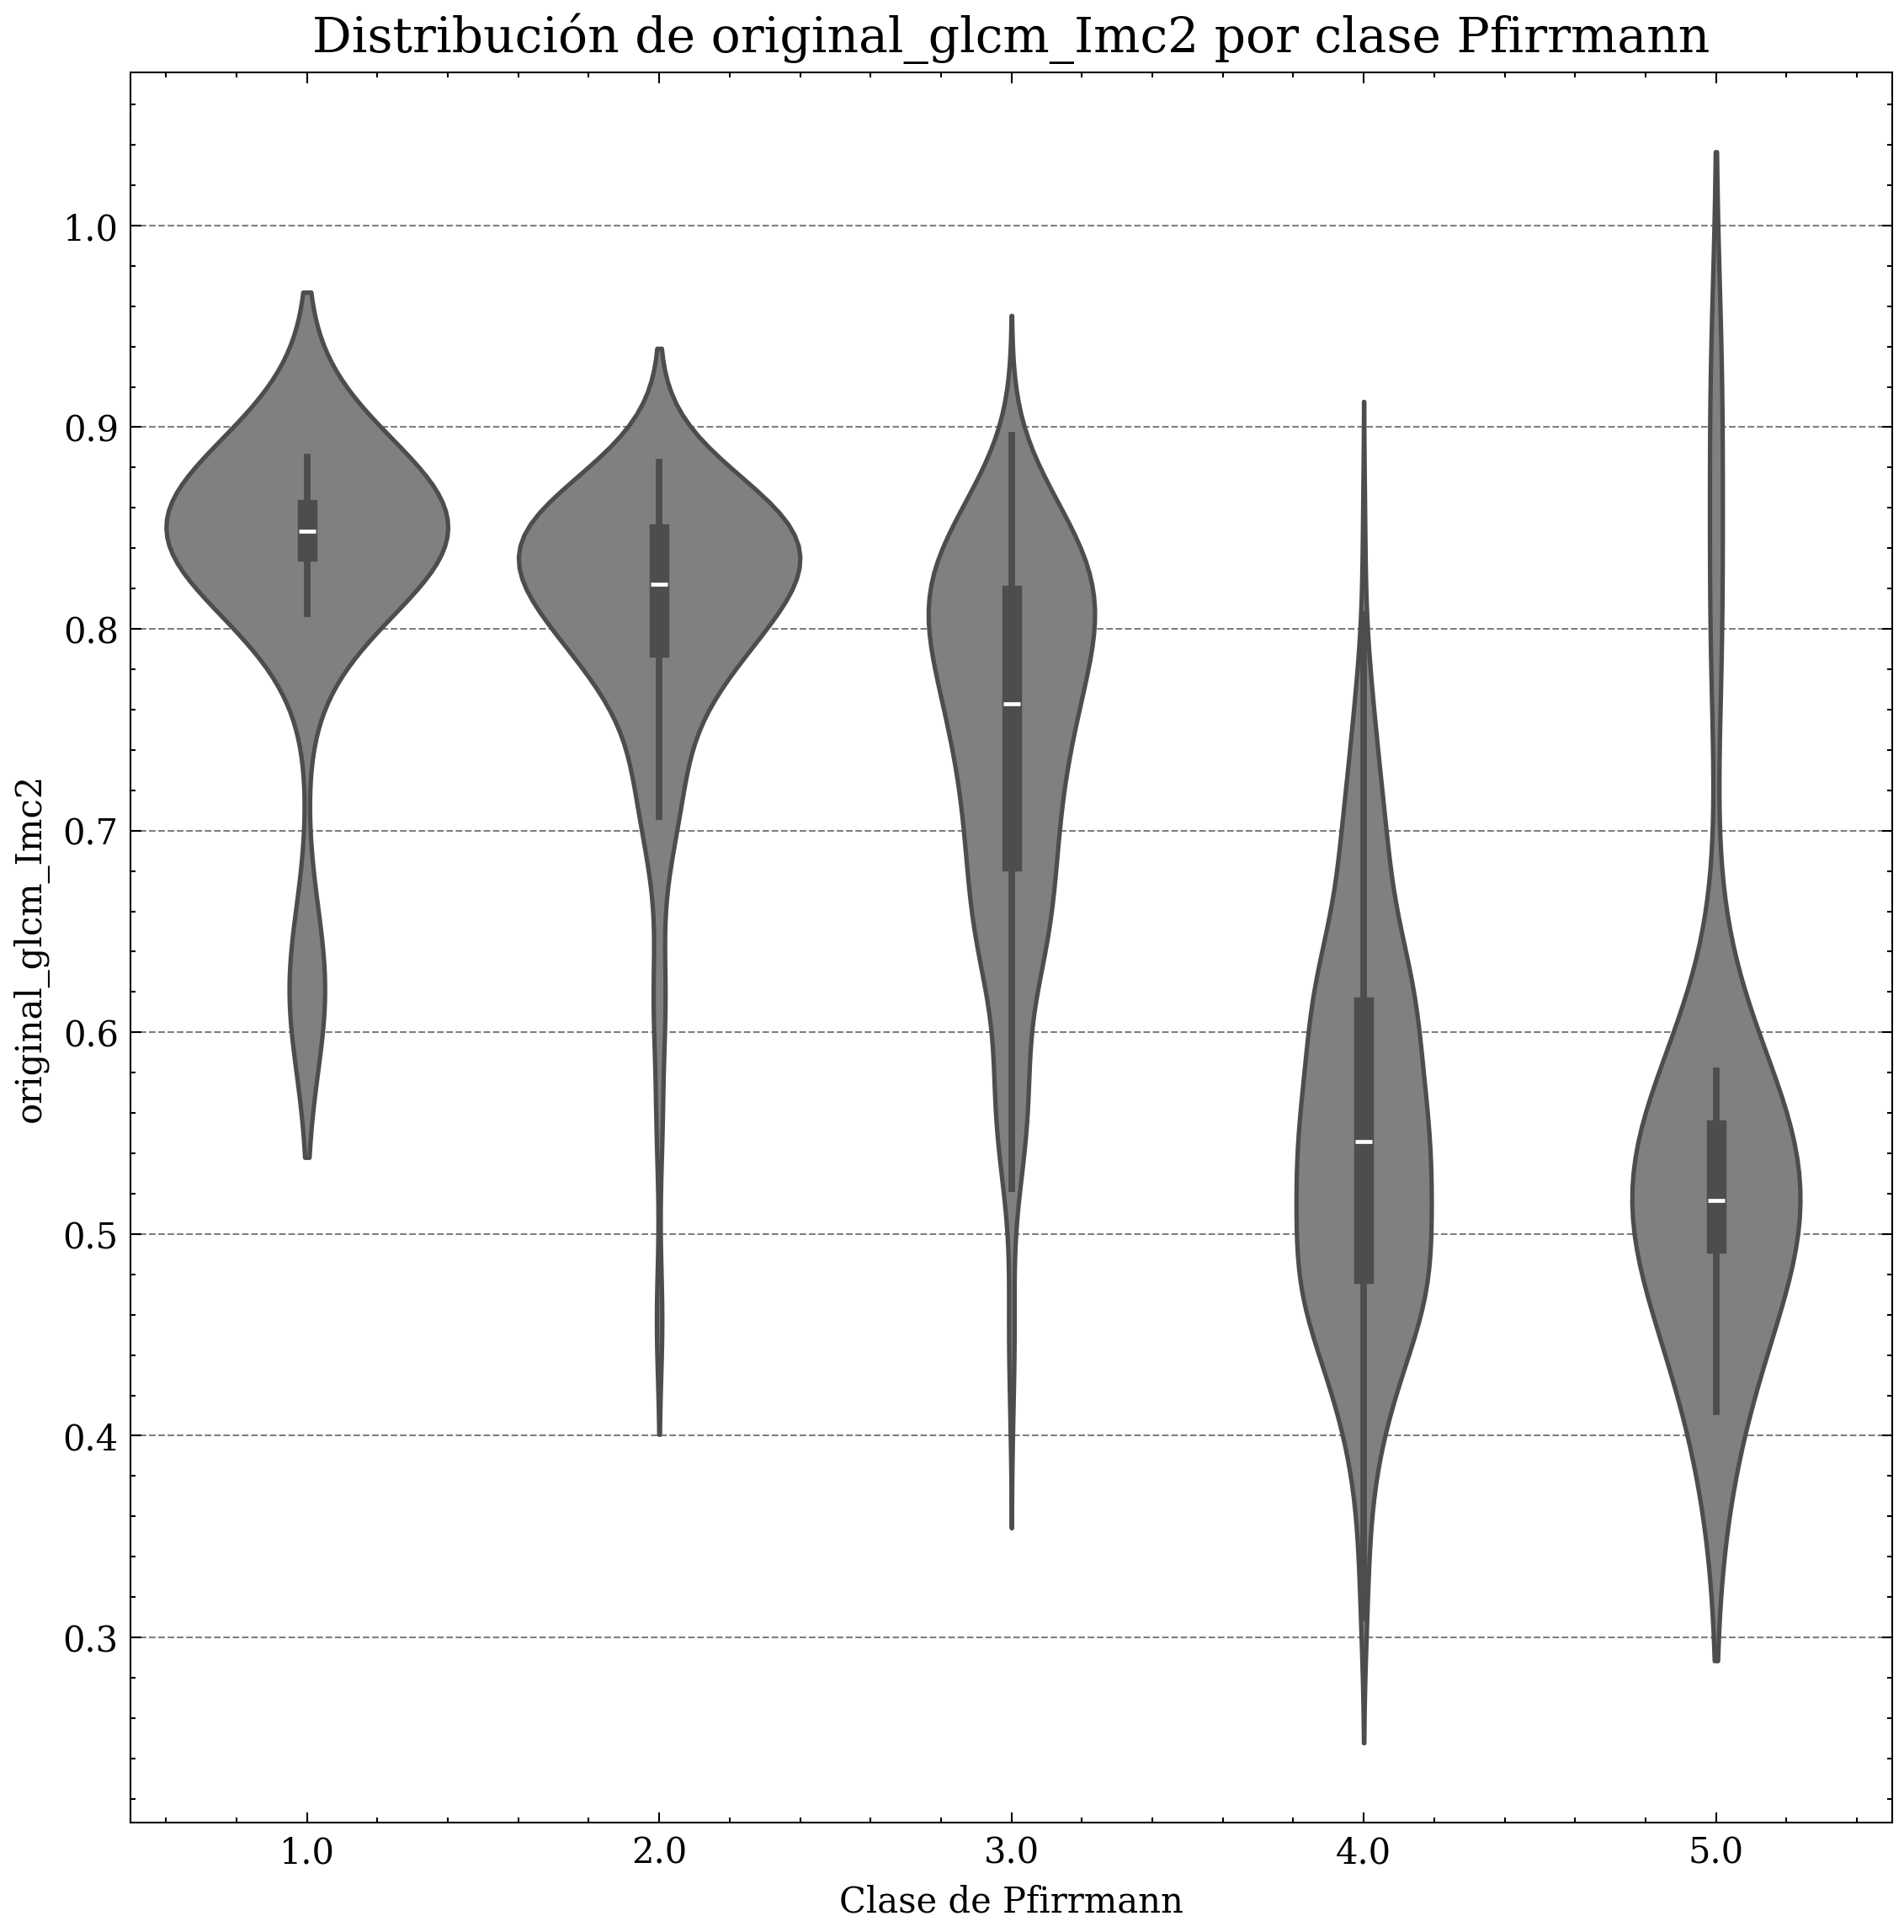 Distribución de original_glcm_Imc2 por clase Pfirrmann
original_glcm_Imc2
1.0
0.9
0.8
0.7
0.6
0.5
0.4
0.3
1.0 2.0 3.0 4.0 5.0
Clase de Pfirrmann